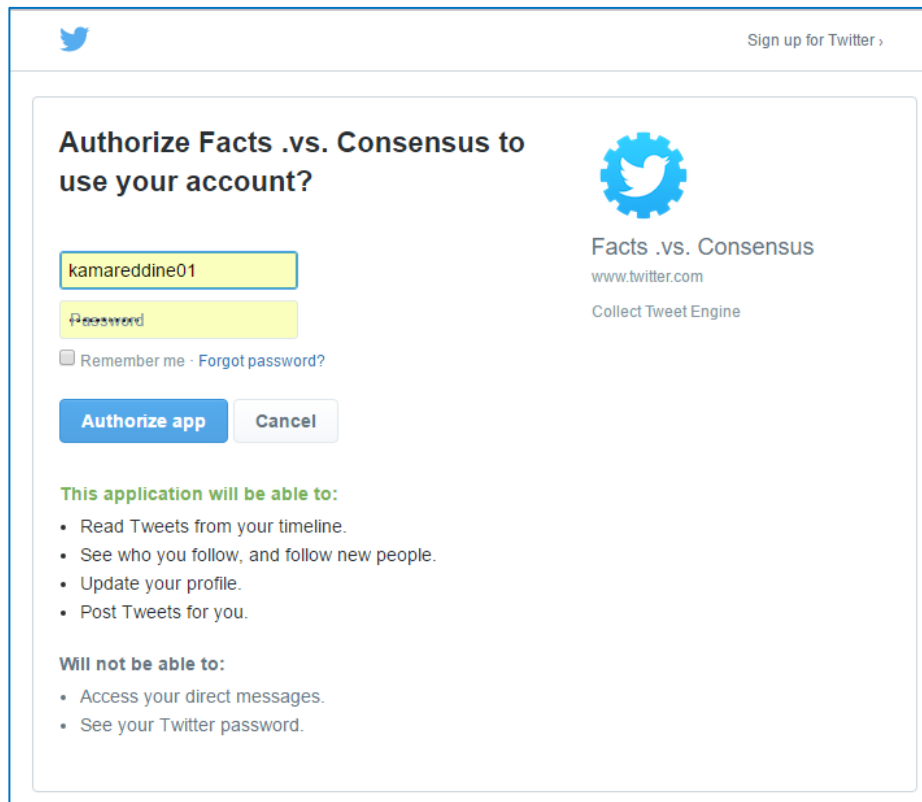 Sign up for Twitter ›
Authorize Facts .vs. Consensus to
use your account?
kamareddine01
Password
Remember me · Forgot password?
Authorize app Cancel
Facts .vs. Consensus
www.twitter.com
Collect Tweet Engine
This application will be able to:
• Read Tweets from your timeline.
• See who you follow, and follow new people.
• Update your profile.
• Post Tweets for you.
Will not be able to:
• Access your direct messages.
• See your Twitter password.